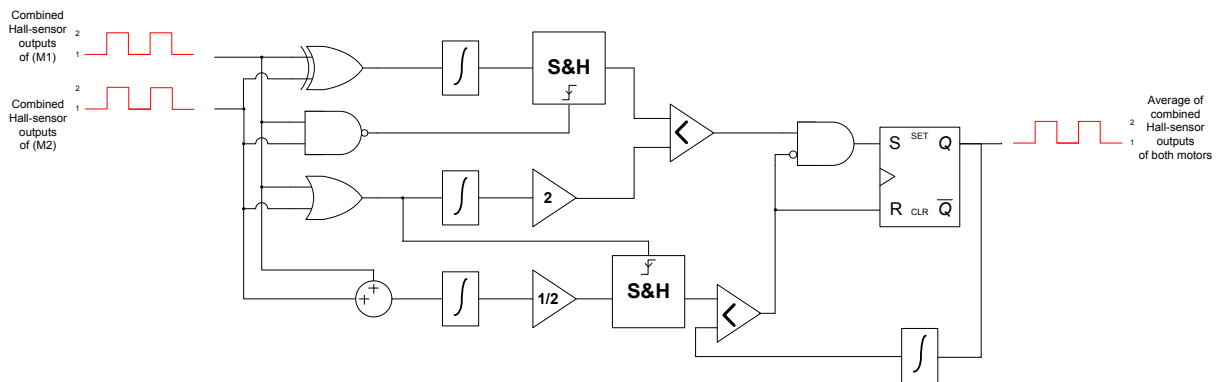 Combined
Hall-sensor
outputs
of (M1)
2
1
2
1
Combined
Hall-sensor
outputs
of (M2)
S&H
2
S&H
1/2
+
+
S SET Q
R CLR Q
2
1
Average of
combined
Hall-sensor
outputs
of both motors